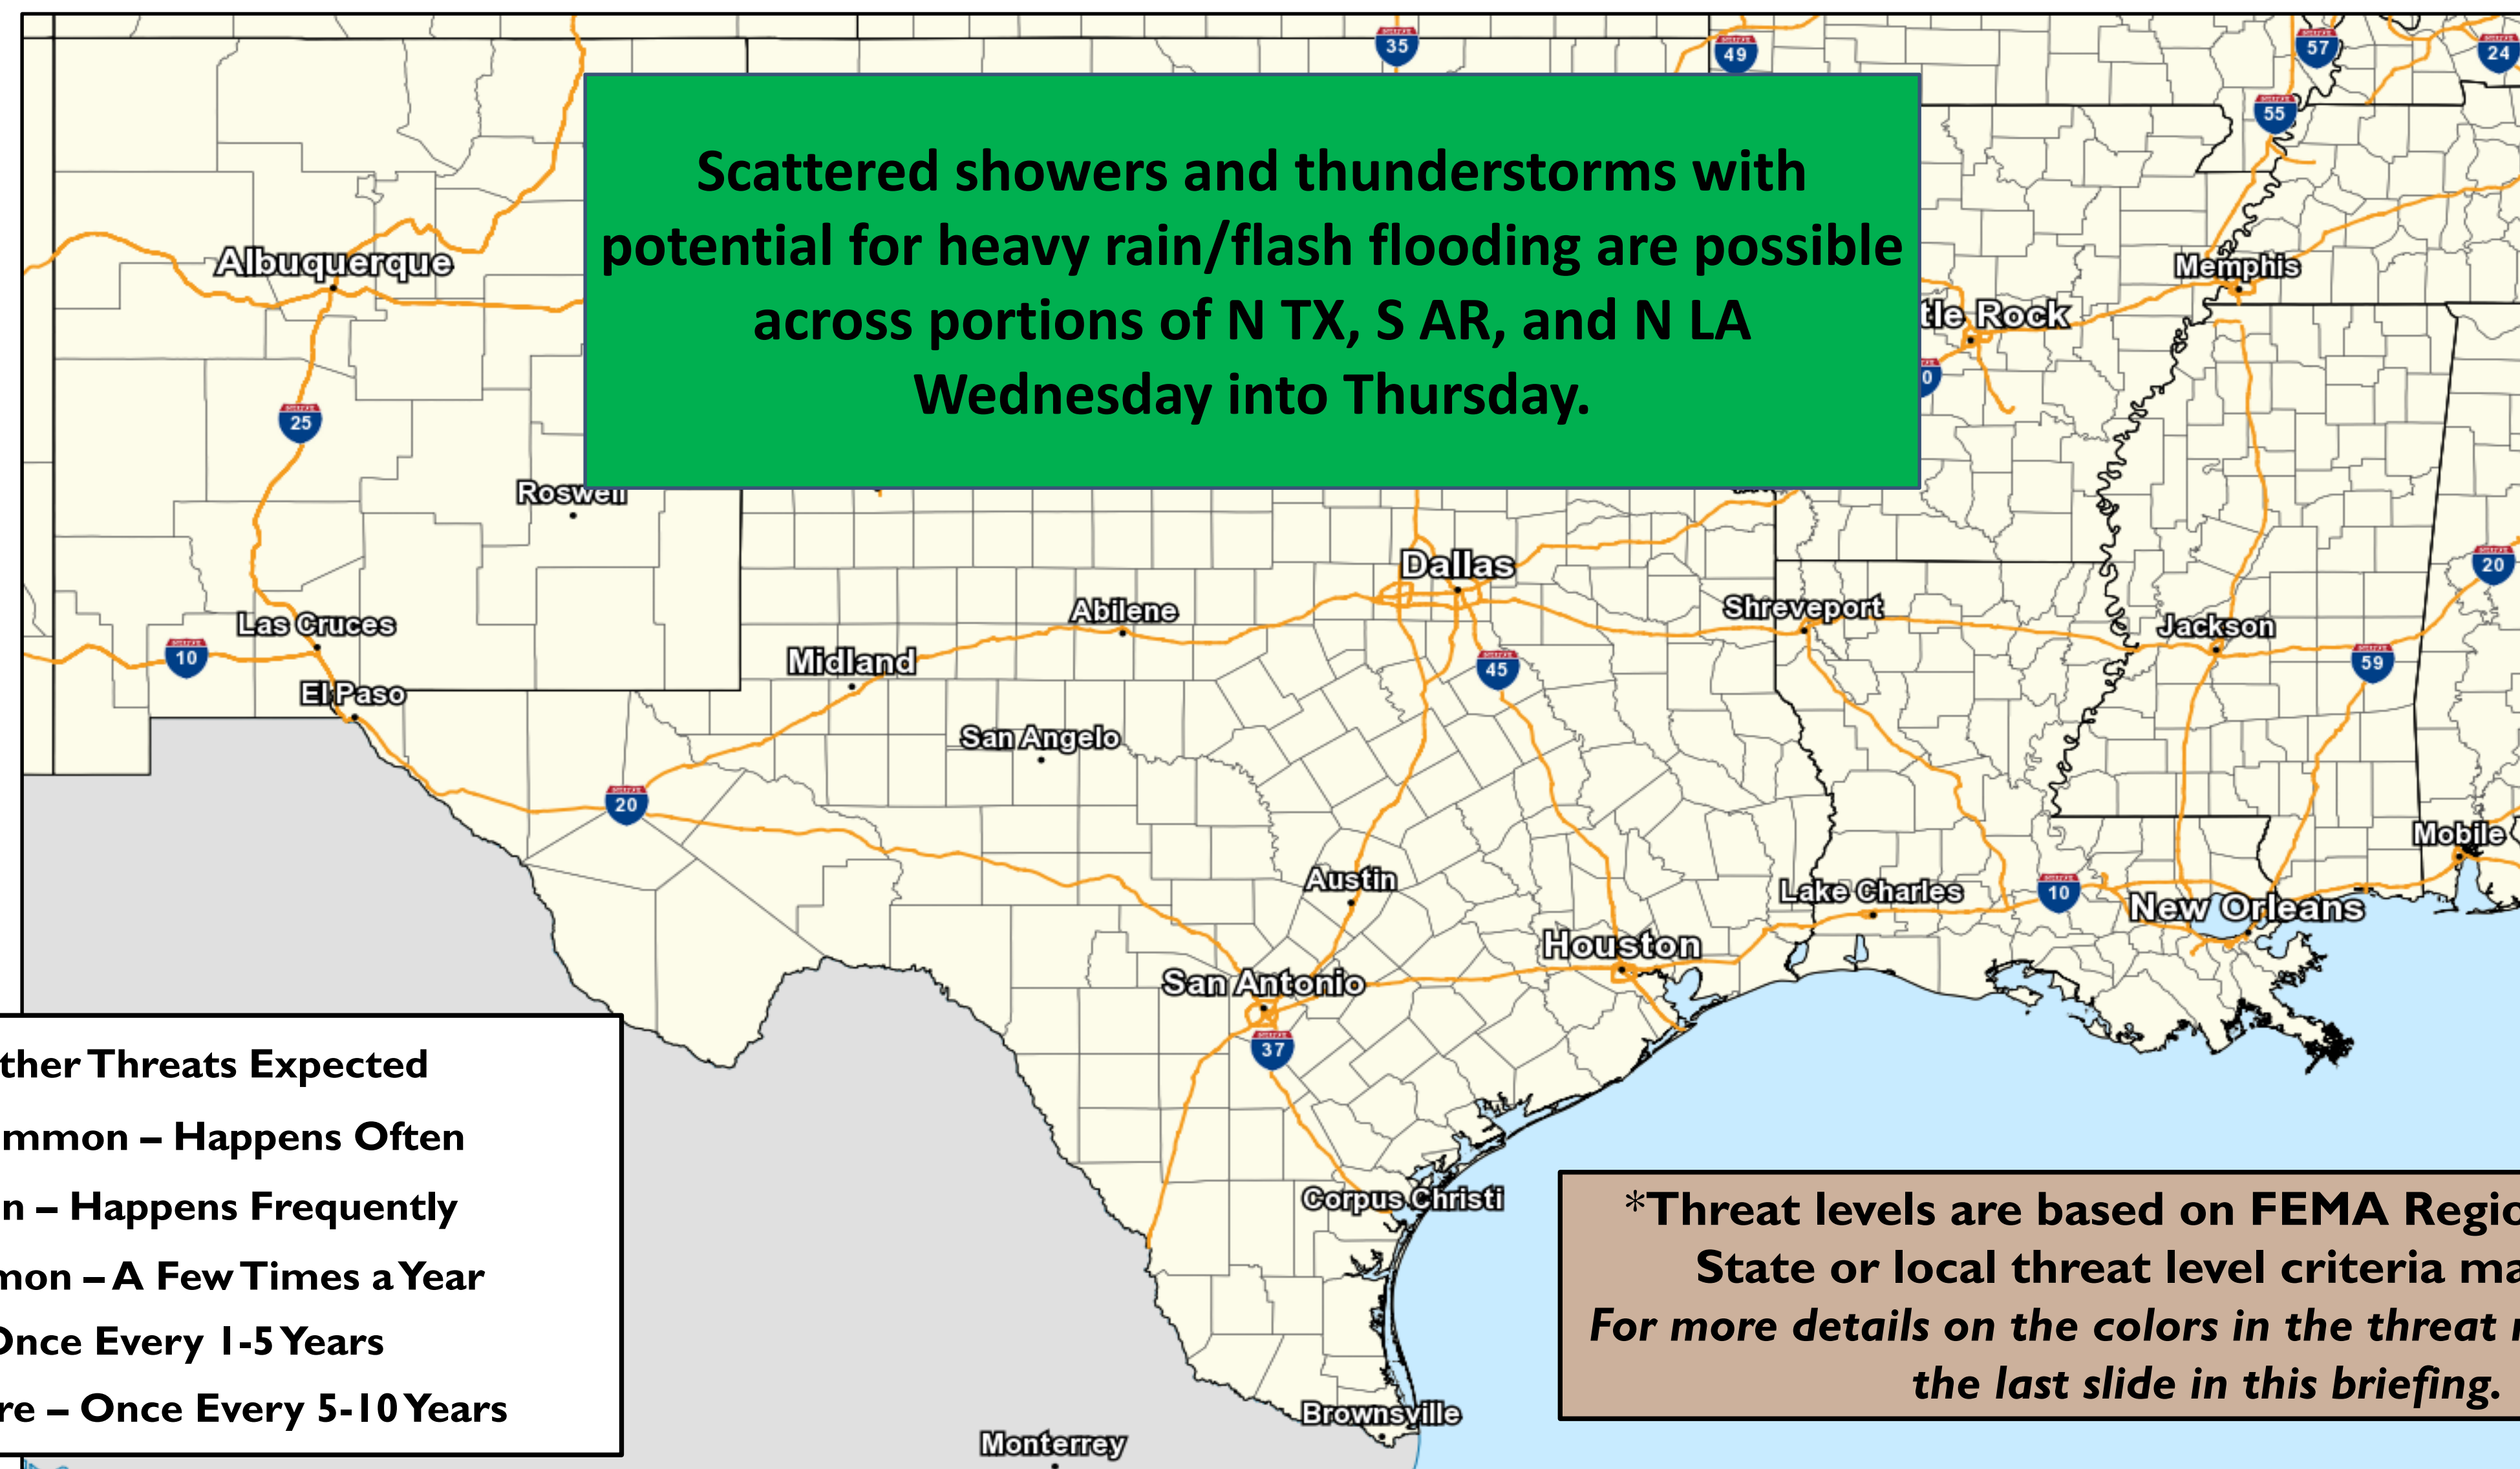 35
49
57
24
55
Scattered showers and thunderstorms with
potential for heavy rain/flash flooding are possible
across portions of N TX, S AR, and N LA
Wednesday into Thursday.
Albuquerque
Memphis
tle Rock
0
25
Roswell
Dallas
20
Abilene
Shreveport
Las Cruces
Jackson
10
Midland
45
59
El Paso
San Angelo
20
Mobile
Austin
Lake Charles
10
New Orleans
Houston
San Antonio
37
ther Threats Expected
mmon – Happens Often
n – Happens Frequently
mon – A Few Times a Year
Once Every 1-5 Years
re – Once Every 5-10 Years
Corpus Christi
*Threat levels are based on FEMA Regio
State or local threat level criteria ma
For more details on the colors in the threat
the last slide in this briefing.
Brownsville
Monterrey